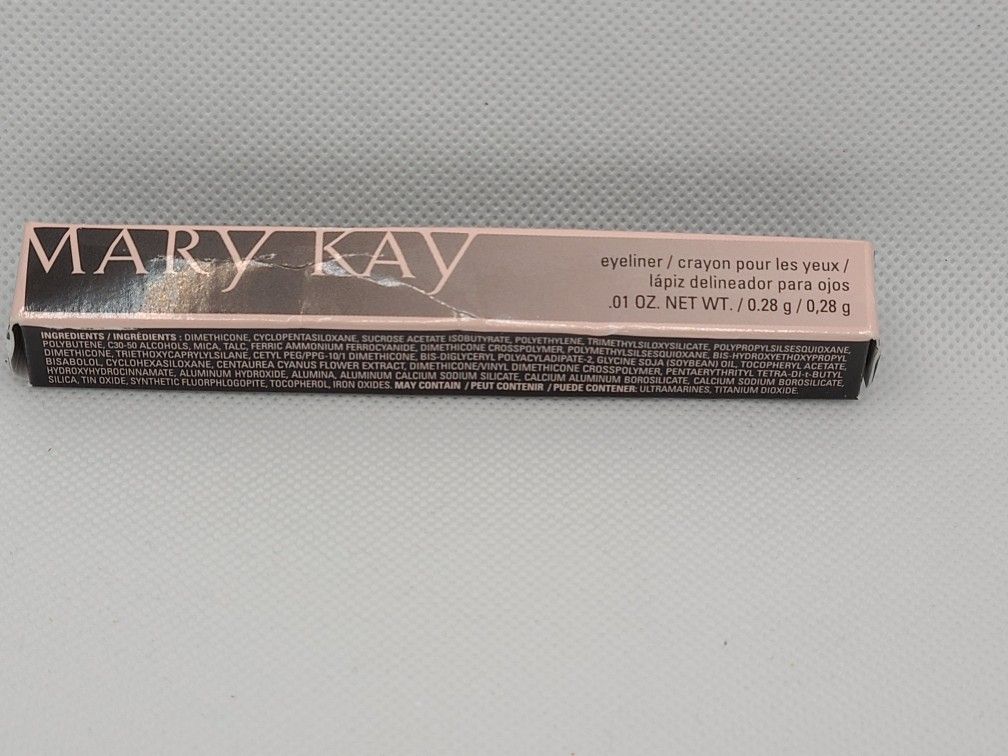 MARY KAY
eyeliner / crayon pour les yeux /
lápiz delineador para ojos
.01 OZ. NET WT. / 0.28 g / 0,28 g
INGREDIENTS / INGRÉDIENTS : DIMETHICONE, CYCLOPENTASILOXANE, SUCROSE ACETATE ISOBUTYRATE, POLYETHYLENE, TRIMETHYLSILOXYSILICATE, POLYPROPYLSILSESQUIOXANE,
POLYBUTENE, C30-50 ALCOHOLS, MICA, TALC, FERRIC AMMONIUM FERROCYANIDE, DIMETHICONE CROSSPOLYMER, POLYMETHYLSILSESQUIOXANE, BIS-HYDROXYETHOXYPROPYL
DIMETHICONE, TRIETHOXYCAPRYLYLSILANE, CETYL PEG/PPG-10/1 DIMETHICONE, BIS-DIGLYCERYL POLYACYLADIPATE-2, GLYCINE SOJA (SOYBEAN) OIL, TOCOPHERYL ACETATE,
BISABOLOL, CYCLOHEXASILOXANE, CENTAUREA CYANUS FLOWER EXTRACT, DIMETHICONE/VINYL DIMETHICONE CROSSPOLYMER, PENTAERYTHRITYL TETRA-DI-t-BUTYL
HYDROXYHYDROCINNAMATE, ALUMINUM HYDROXIDE, ALUMINA, ALUMINUM CALCIUM SODIUM SILICATE, CALCIUM ALUMINUM BOROSILICATE, CALCIUM SODIUM BOROSILICATE,
SILICA, TIN OXIDE, SYNTHETIC FLUORPHLOGOPITE, TOCOPHEROL, IRON OXIDES. MAY CONTAIN / PEUT CONTENIR / PUEDE CONTENER: ULTRAMARINES, TITANIUM DIOXIDE.